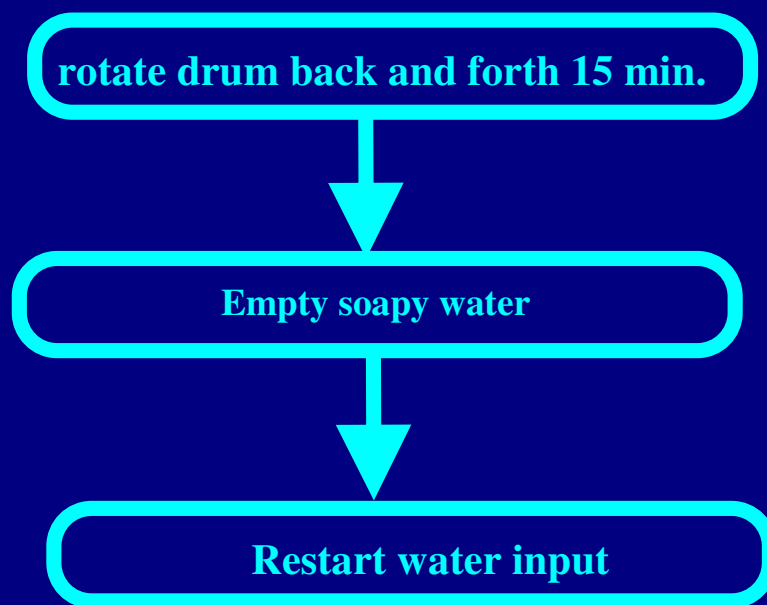 rotate drum back and forth 15 min.
Empty soapy water
Restart water input